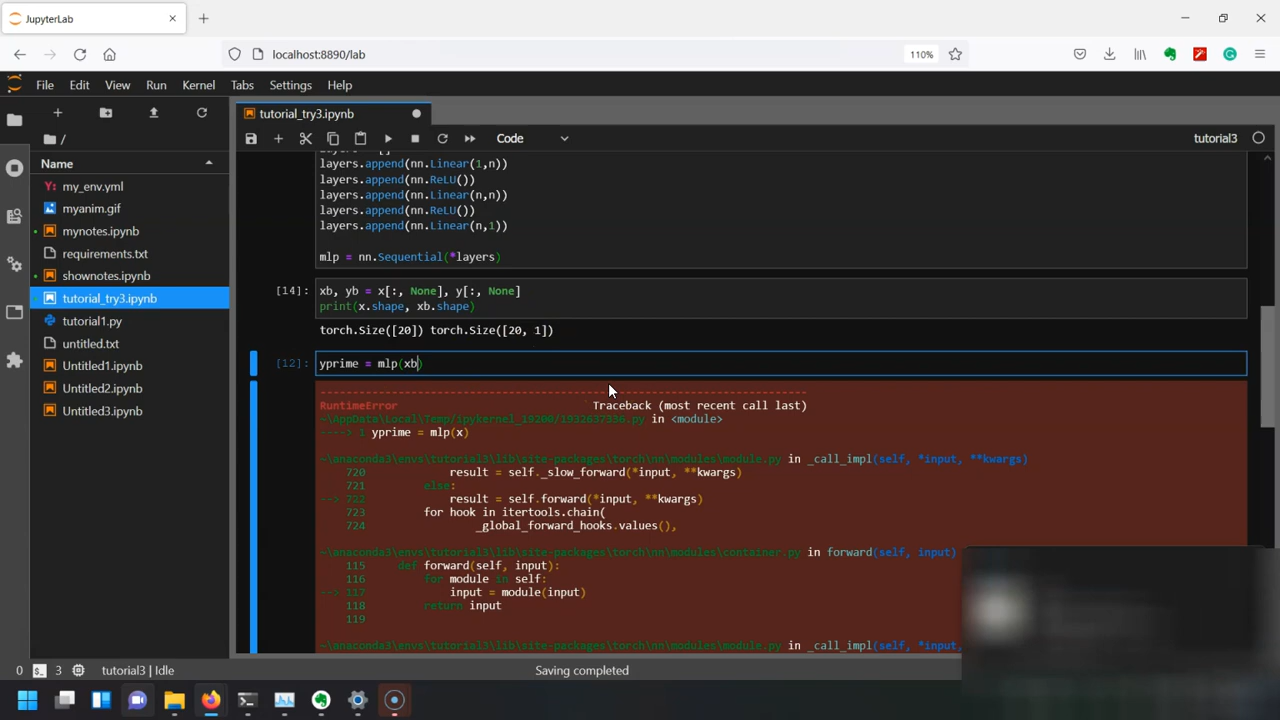 JupyterLab
localhost:8890/lab
110%
File Edit View Run Kernel Tabs Settings Help
tutorial_try3.ipynb
Code
tutorial3
/
Name
my_env.yml
myanim.gif
mynotes.ipynb
requirements.txt
shownotes.ipynb
tutorial_try3.ipynb
tutorial1.py
untitled.txt
Untitled1.ipynb
Untitled2.ipynb
Untitled3.ipynb
layers.append(nn.Linear(1,n))
layers.append(nn.ReLU())
layers.append(nn.Linear(n,n))
layers.append(nn.ReLU())
layers.append(nn.Linear(n,1))
mlp = nn.Sequential(*layers)
[14]: xb, yb = x[:, None], y[:, None]
print(x.shape, xb.shape)
torch.Size([20]) torch.Size([20, 1])
[12]: yprime = mlp(xb)
---------------------------------------------------------------------------
RuntimeError Traceback (most recent call last)
~\AppData\Local\Temp/ipykernel_19200/1932637336.py in <module>
----> 1 yprime = mlp(x)
~\anaconda3\envs\tutorial3\lib\site-packages\torch\nn\modules\module.py in _call_impl(self, *input, **kwargs)
720 result = self._slow_forward(*input, **kwargs)
721 else:
--> 722 result = self.forward(*input, **kwargs)
723 for hook in itertools.chain(
724 _global_forward_hooks.values(),
~\anaconda3\envs\tutorial3\lib\site-packages\torch\nn\modules\container.py in forward(self, input)
115 def forward(self, input):
116 for module in self:
--> 117 input = module(input)
118 return input
119
~\anaconda3\envs\tutorial3\lib\site-packages\torch\nn\modules\module.py in _call_impl(self, *input,
0 3 tutorial3 | Idle Saving completed